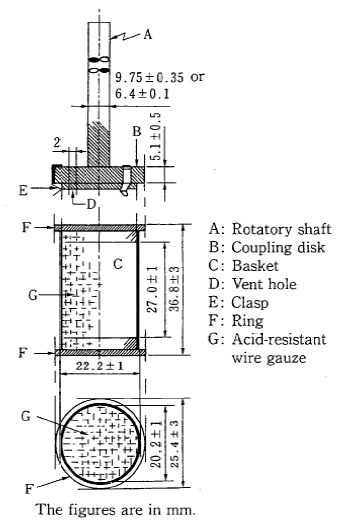 A
9.75±0.35 or
6.4±0.1
2
B
5.1±0.5
E
D
F
C
G
27.0±1
36.8±3
F
22.2±1
A: Rotatory shaft
B: Coupling disk
C: Basket
D: Vent hole
E: Clasp
F: Ring
G: Acid-resistant
wire gauze
G
20.2±1
25.4±3
F
The figures are in mm.